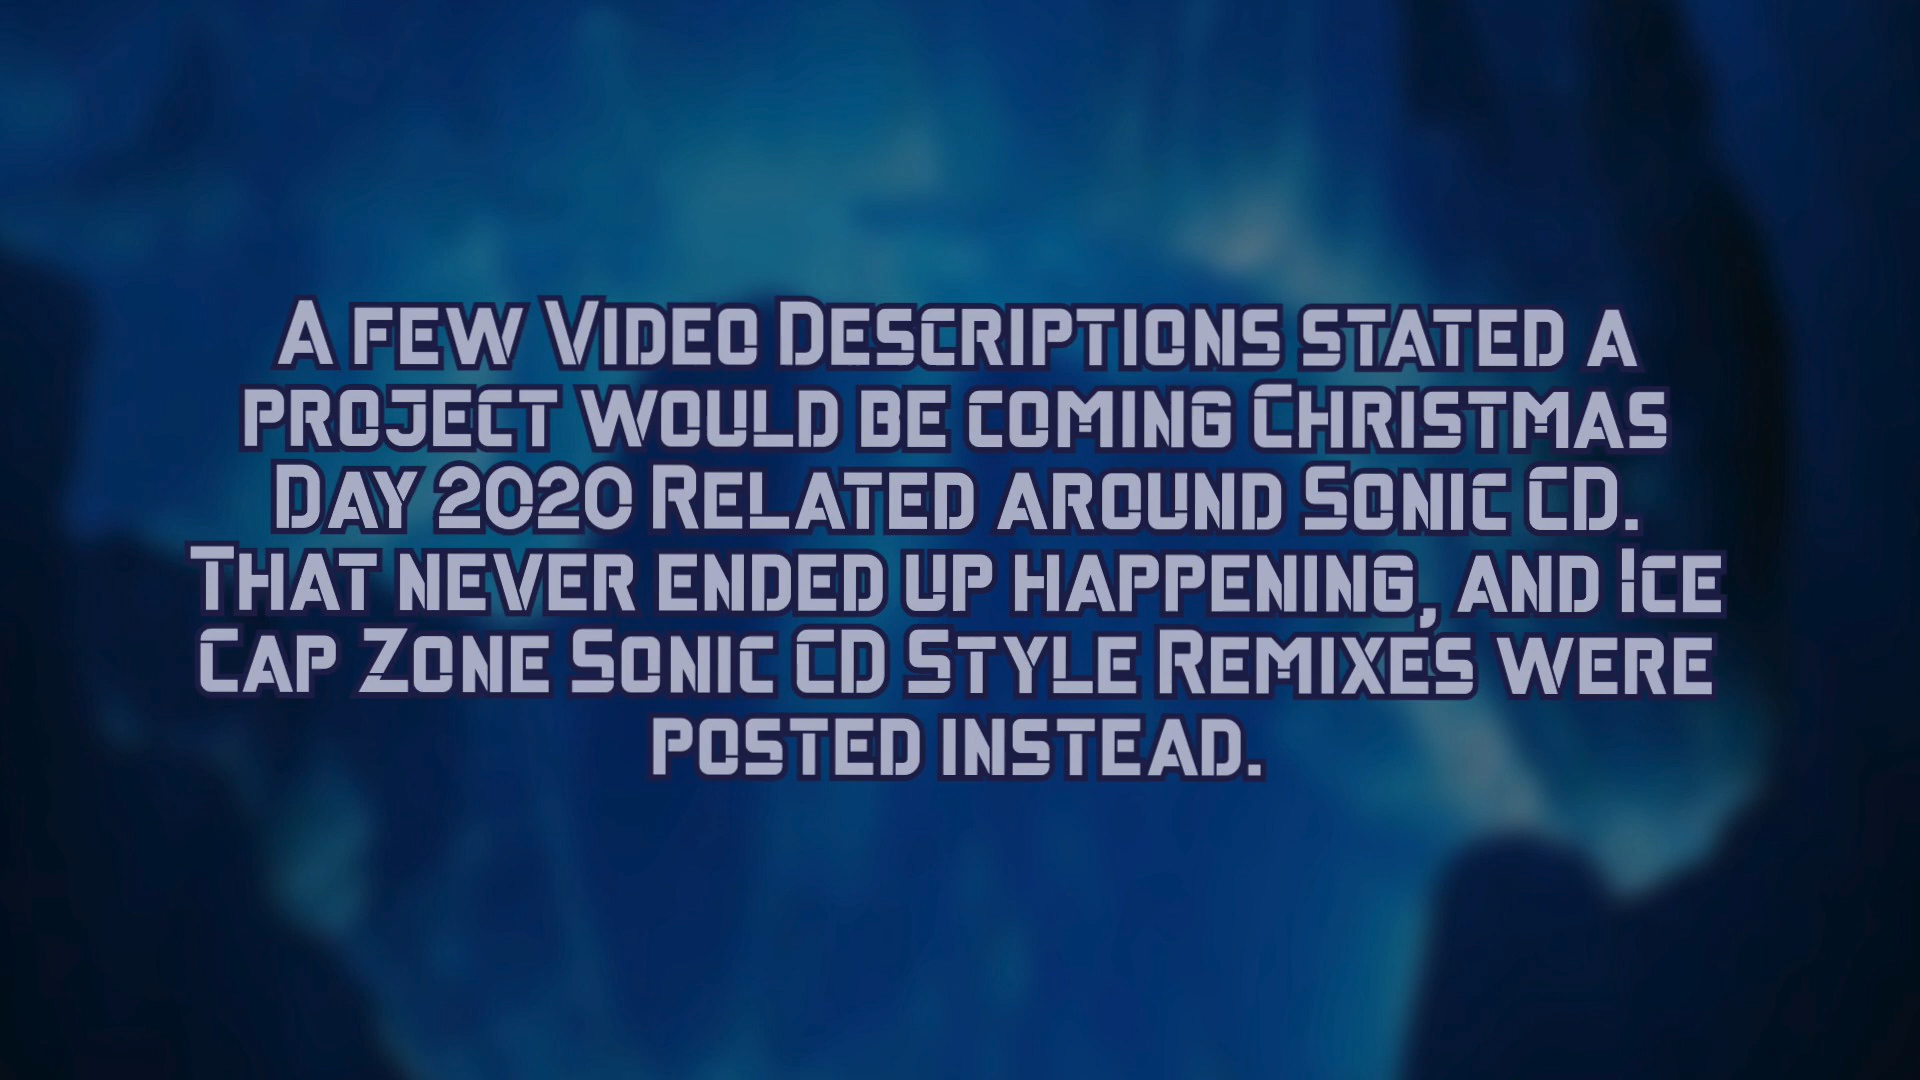 A few Video Descriptions stated a
project would be coming Christmas
Day 2020 Related around Sonic CD.
That never ended up happening, and Ice
Cap Zone Sonic CD Style Remixes were
posted instead.